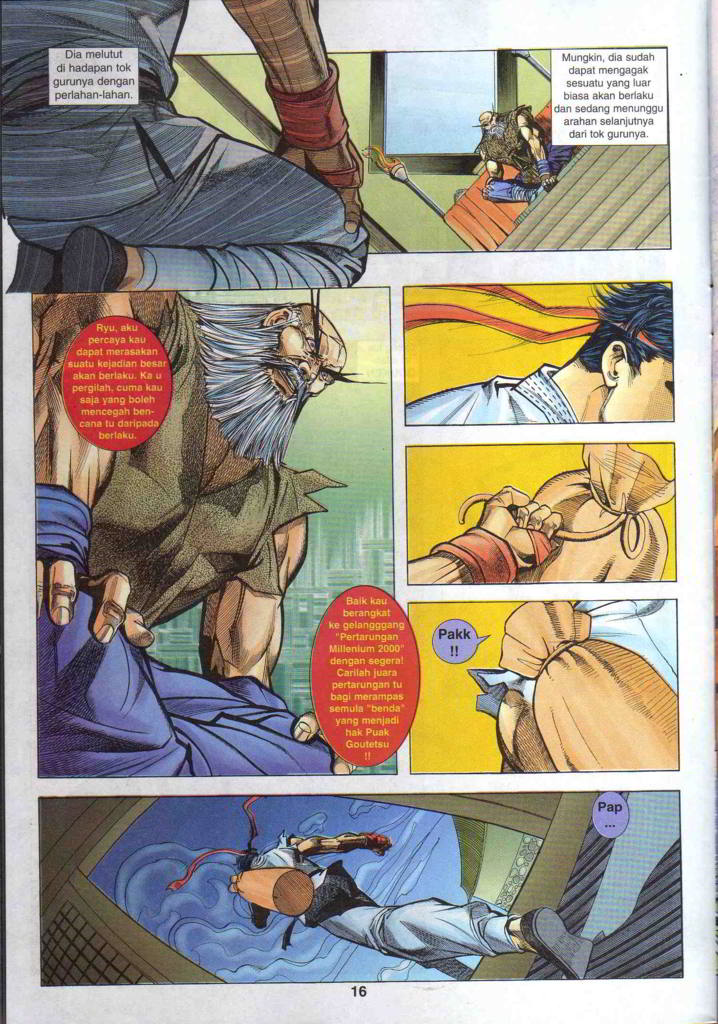 Dia melutut
di hadapan tok
gurunya dengan
perlahan-lahan.
Mungkin, dia sudah
dapat mengagak
sesuatu yang luar
biasa akan berlaku
dan sedang menunggu
arahan selanjutnya
dari tok gurunya.
Ryu, aku
percaya kau
dapat merasakan
suatu kejadian besar
akan berlaku. Ka u
pergilah, cuma kau
saja yang boleh
mencegah ben-
cana tu daripada
berlaku.
Baik kau
berangkat
ke gelangggang
"Pertarungan
Millenium 2000"
dengan segera!
Carilah juara
pertarungan tu
bagi merampas
semula "benda"
yang menjadi
hak Puak
Goutetsu
!!
Pakk
!!
Pap
...
16